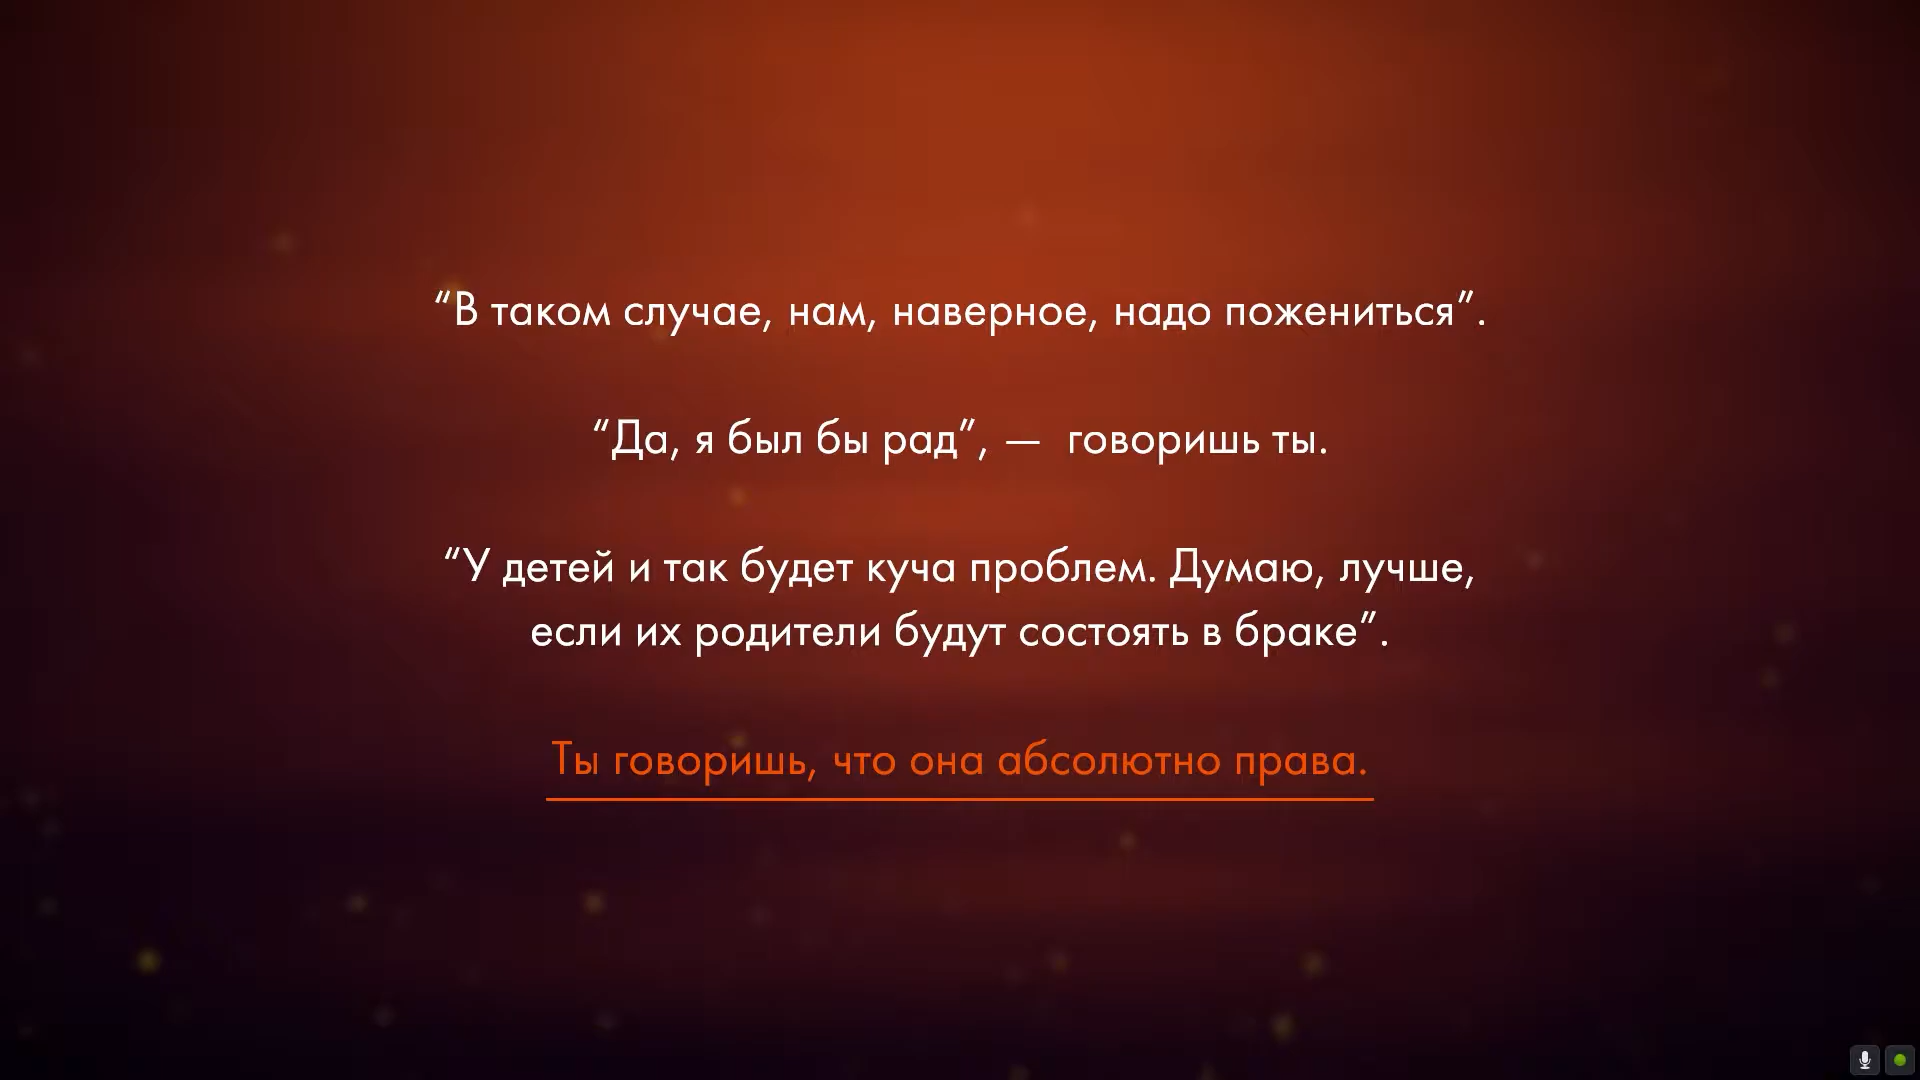 “В таком случае, нам, наверное, надо пожениться”.
“Да, я был бы рад”, — говоришь ты.
“У детей и так будет куча проблем. Думаю, лучше,
если их родители будут состоять в браке”.
Ты говоришь, что она абсолютно права.